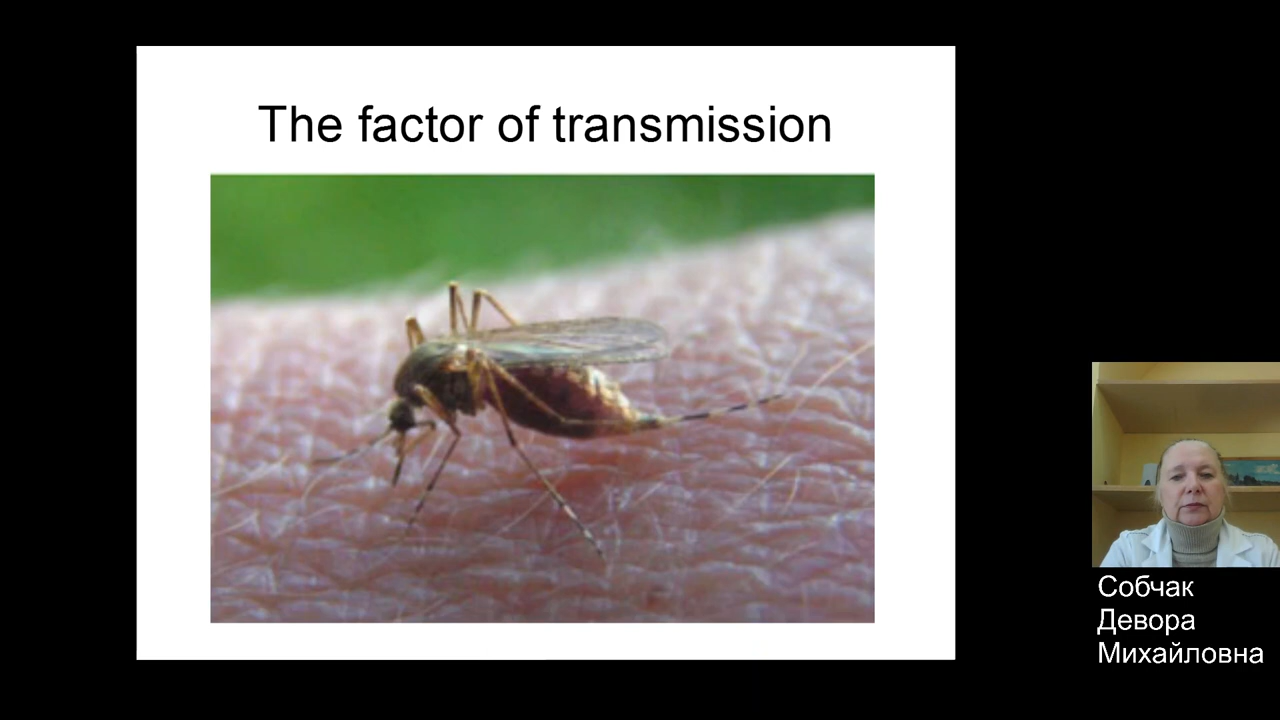 The factor of transmission
Собчак
Девора
Михайловна